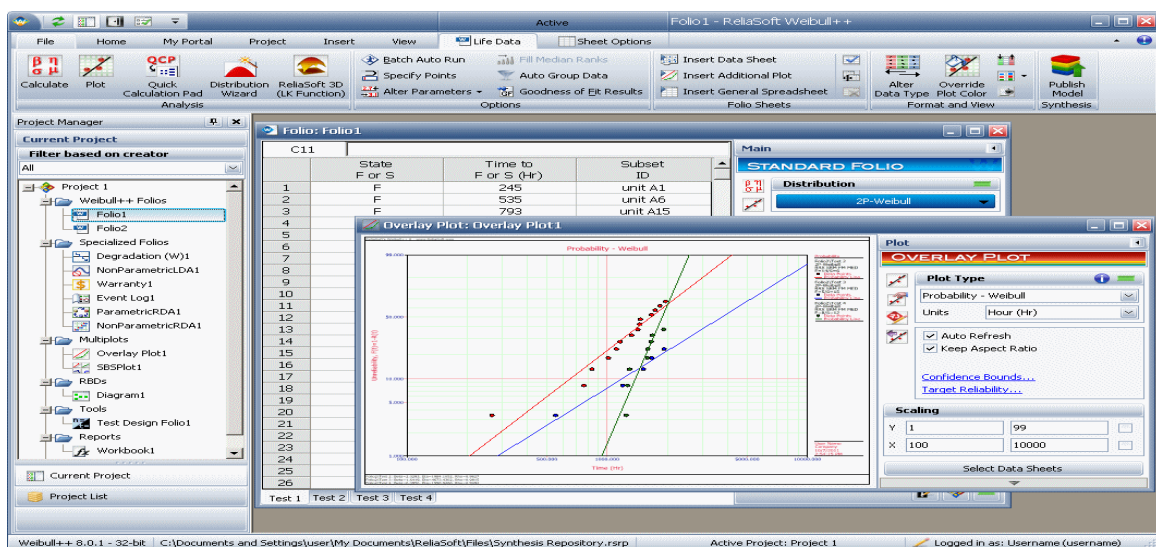 Active
Folio1 - ReliaSoft Weibull++
File Home My Portal Project Insert View Life Data Sheet Options
Calculate Plot Quick Calculation Pad Distribution Wizard ReliaSoft 3D (LK Function)
Analysis
Batch Auto Run Fill Median Ranks
Specify Points Auto Group Data
Alter Parameters Goodness of Fit Results
Options
Insert Data Sheet
Insert Additional Plot
Insert General Spreadsheet
Folio Sheets
Alter Data Type Override Plot Color
Format and View
Publish Model
Synthesis
Project Manager
Current Project
Filter based on creator
All
Project 1
Weibull++ Folios
Folio1
Folio2
Specialized Folios
Degradation (W)1
NonParametricLDA1
Warranty1
Event Log1
ParametricRDA1
NonParametricRDA1
Multiplots
Overlay Plot1
SBSPlot1
RBDs
Diagram1
Tools
Test Design Folio1
Reports
Workbook1
Current Project
Project List
Folio: Folio1
C11
State F or S Time to F or S (Hr) Subset ID
1 F 245 unit A1
2 F 535 unit A6
3 F 793 unit A15
4
5
6
7
8
9
10
11
12
13
14
15
16
17
18
19
20
21
22
23
24
25
26
Test 1 Test 2 Test 3 Test 4
Main
STANDARD FOLIO
Distribution
2P-Weibull
Overlay Plot: Overlay Plot1
Probability - Weibull
Time (Hr)
Plot
OVERLAY PLOT
Plot Type
Probability - Weibull
Units Hour (Hr)
Auto Refresh
Keep Aspect Ratio
Confidence Bounds...
Target Reliability...
Scaling
Y 1 99
X 100 10000
Select Data Sheets
Weibull++ 8.0.1 - 32-bit C:\Documents and Settings\user\My Documents\ReliaSoft\Files\Synthesis Repository.rsrp Active Project: Project 1 Logged in as: Username (username)